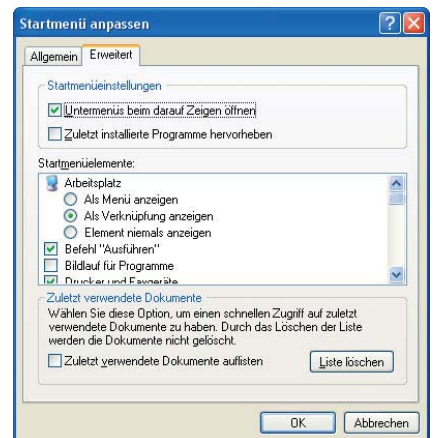 Startmenü anpassen
Allgemein Erweitert
Startmenüeinstellungen
Untermenüs beim darauf Zeigen öffnen
Zuletzt installierte Programme hervorheben
Startmenüelemente:
Arbeitsplatz
Als Menü anzeigen
Als Verknüpfung anzeigen
Element niemals anzeigen
Befehl "Ausführen"
Bildlauf für Programme
Drucker und Faxgeräte
Zuletzt verwendete Dokumente
Wählen Sie diese Option, um einen schnellen Zugriff auf zuletzt
verwendete Dokumente zu haben. Durch das Löschen der Liste
werden die Dokumente nicht gelöscht.
Zuletzt verwendete Dokumente auflisten Liste löschen
OK Abbrechen